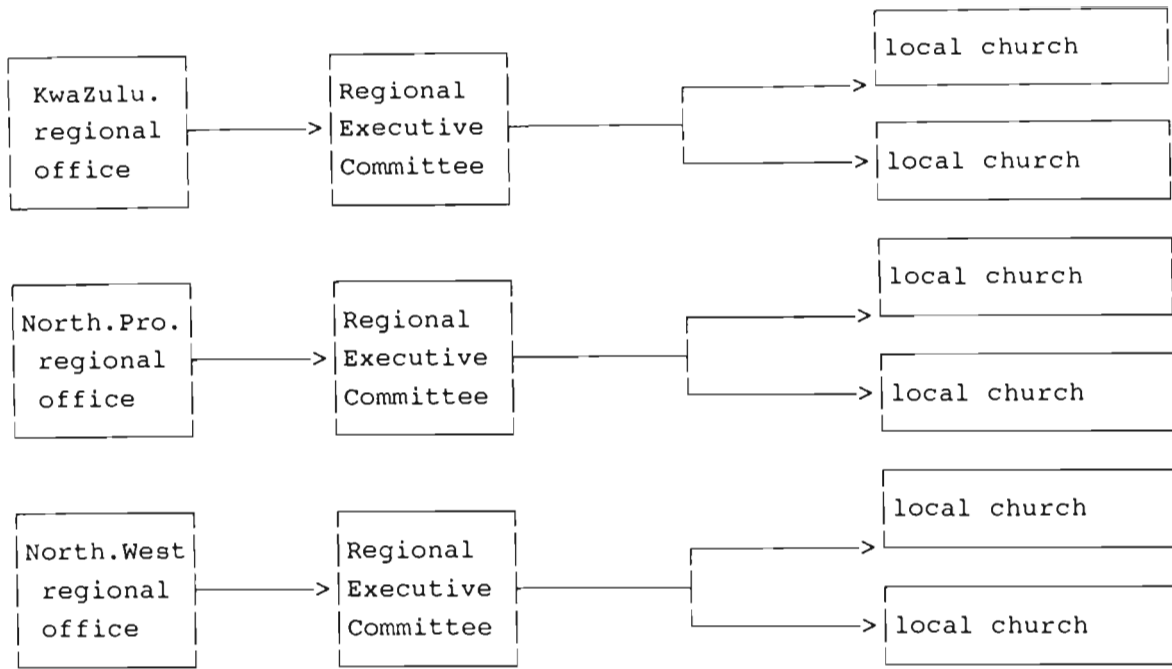 local church
KwaZulu.
regional
office
Regional
Executive
Committee
local church
local church
North.Pro.
regional
office
Regional
Executive
Committee
local church
local church
North.West
regional
office
Regional
Executive
Committee
local church